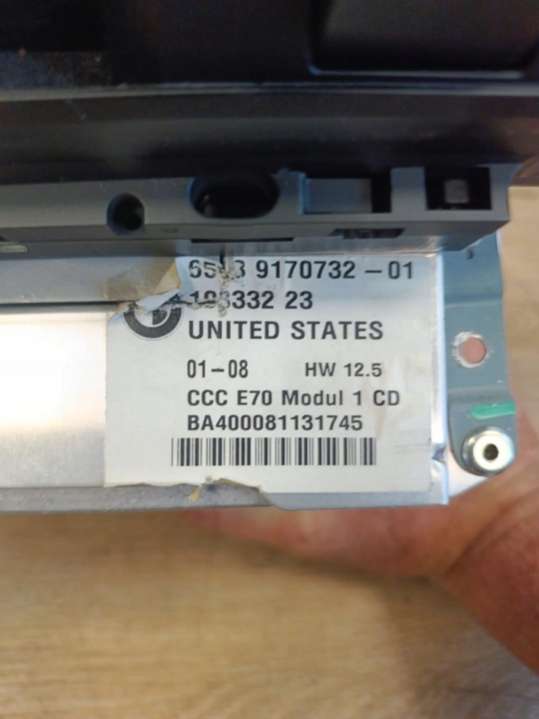 9170732-01
23
UNITED STATES
01-08 HW 12.5
CCC E70 Modul 1 CD
BA400081131745